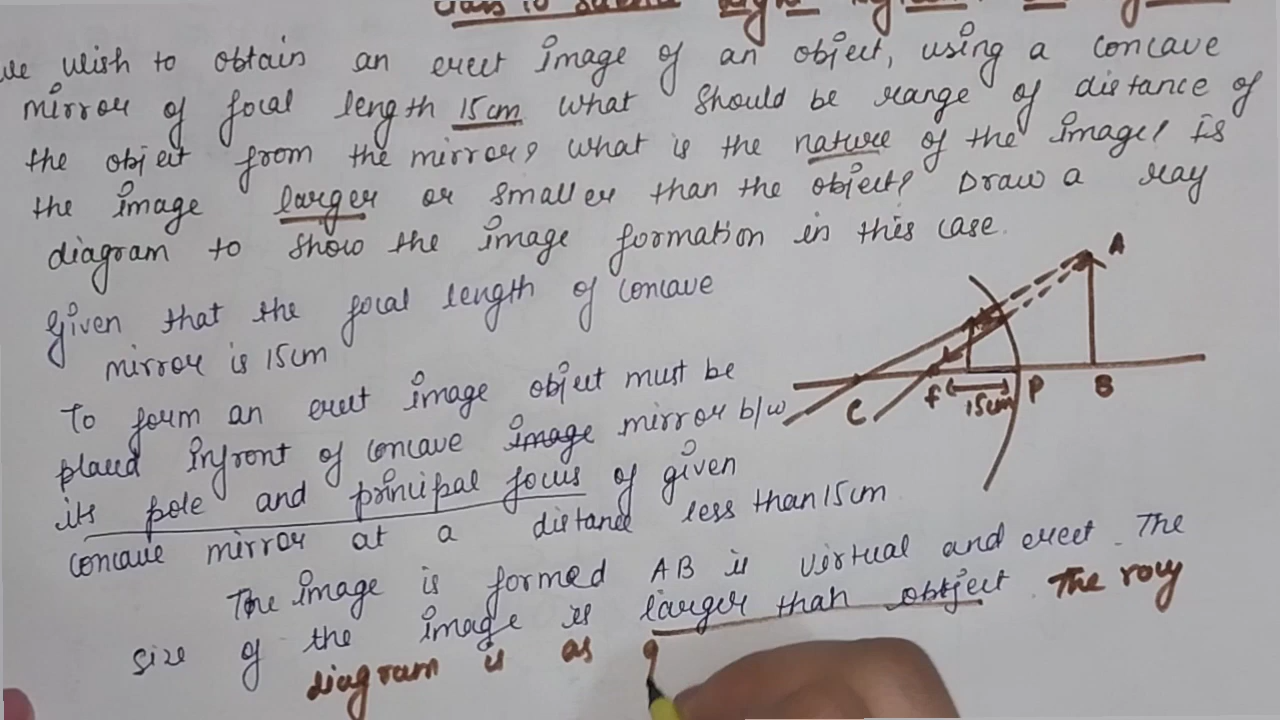 we wish to obtain an erect image of an object, using a concave
mirror of focal length 15cm what should be range of distance of
the object from the mirror? what is the nature of the image? Is
the image larger or smaller than the object? Draw a ray
diagram to show the image formation in this case.
Given that the focal length of concave
mirror is 15cm
To form an erect image object must be
placed infront of concave image mirror b/w
its pole and principal focus of given
concave mirror at a distance less than 15cm
The image is formed AB is virtual and erect. The
size of the image is larger than object The ray
diagram is as
A
C
F
15cm
P
B